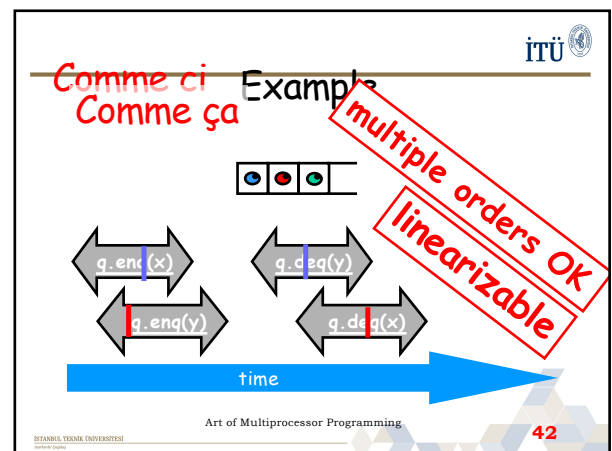 İTÜ
Comme ci Example
Comme ça
multiple orders OK
linearizable
q.enq(x) q.deq(y)
q.enq(y) q.deq(x)
time
Art of Multiprocessor Programming
42
İSTANBUL TEKNİK ÜNİVERSİTESİ